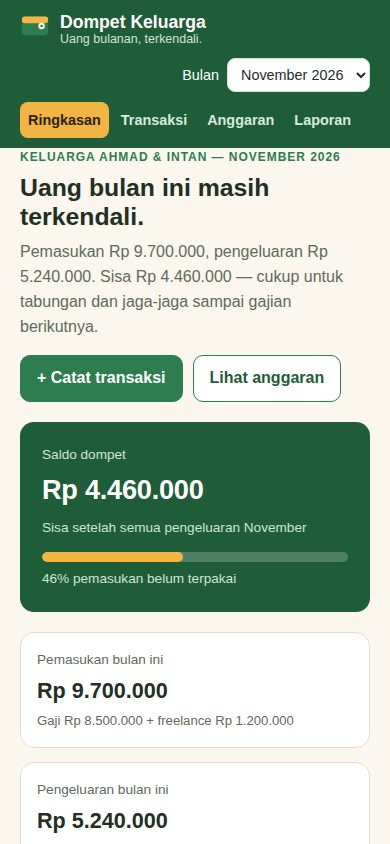 Dompet Keluarga
Uang bulanan, terkendali.
Bulan November 2026
Ringkasan Transaksi Anggaran Laporan
KELUARGA AHMAD & INTAN — NOVEMBER 2026
Uang bulan ini masih
terkendali.
Pemasukan Rp 9.700.000, pengeluaran Rp
5.240.000. Sisa Rp 4.460.000 — cukup untuk
tabungan dan jaga-jaga sampai gajian
berikutnya.
+ Catat transaksi Lihat anggaran
Saldo dompet
Rp 4.460.000
Sisa setelah semua pengeluaran November
46% pemasukan belum terpakai
Pemasukan bulan ini
Rp 9.700.000
Gaji Rp 8.500.000 + freelance Rp 1.200.000
Pengeluaran bulan ini
Rp 5.240.000